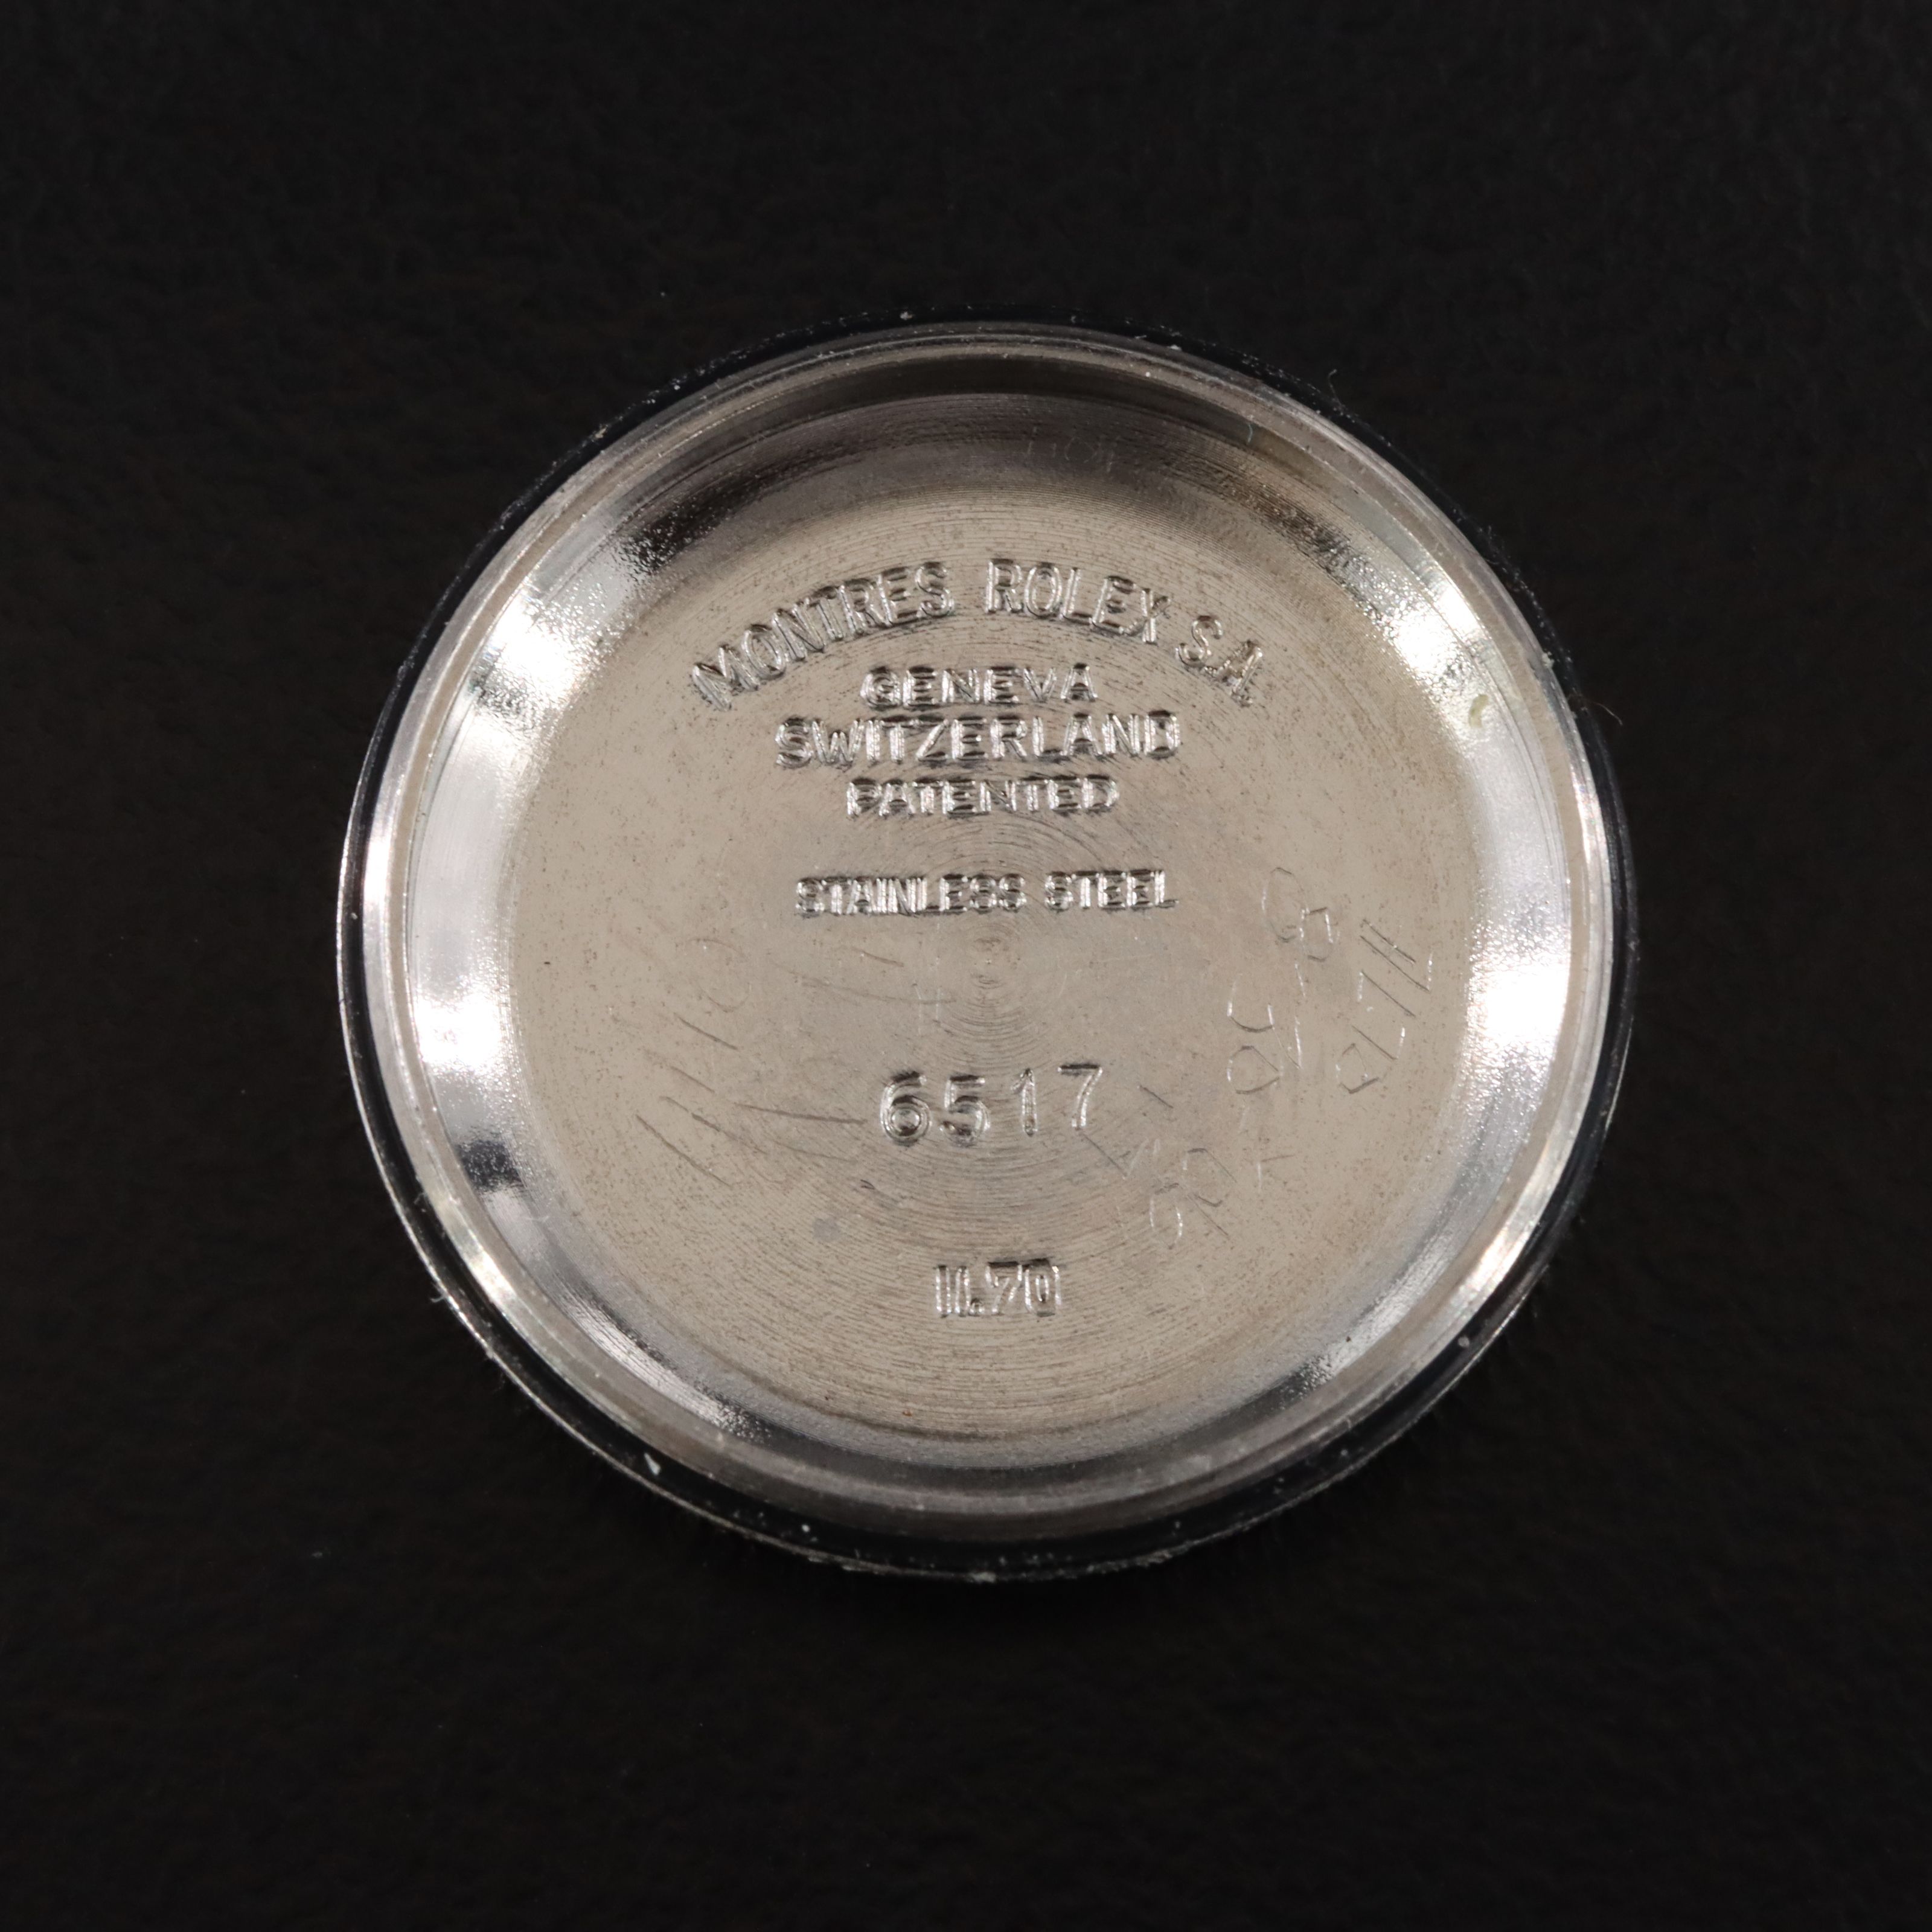 MONTRES ROLEX S.A.
GENEVA
SWITZERLAND
PATENTED
STAINLESS STEEL
6517
II.70